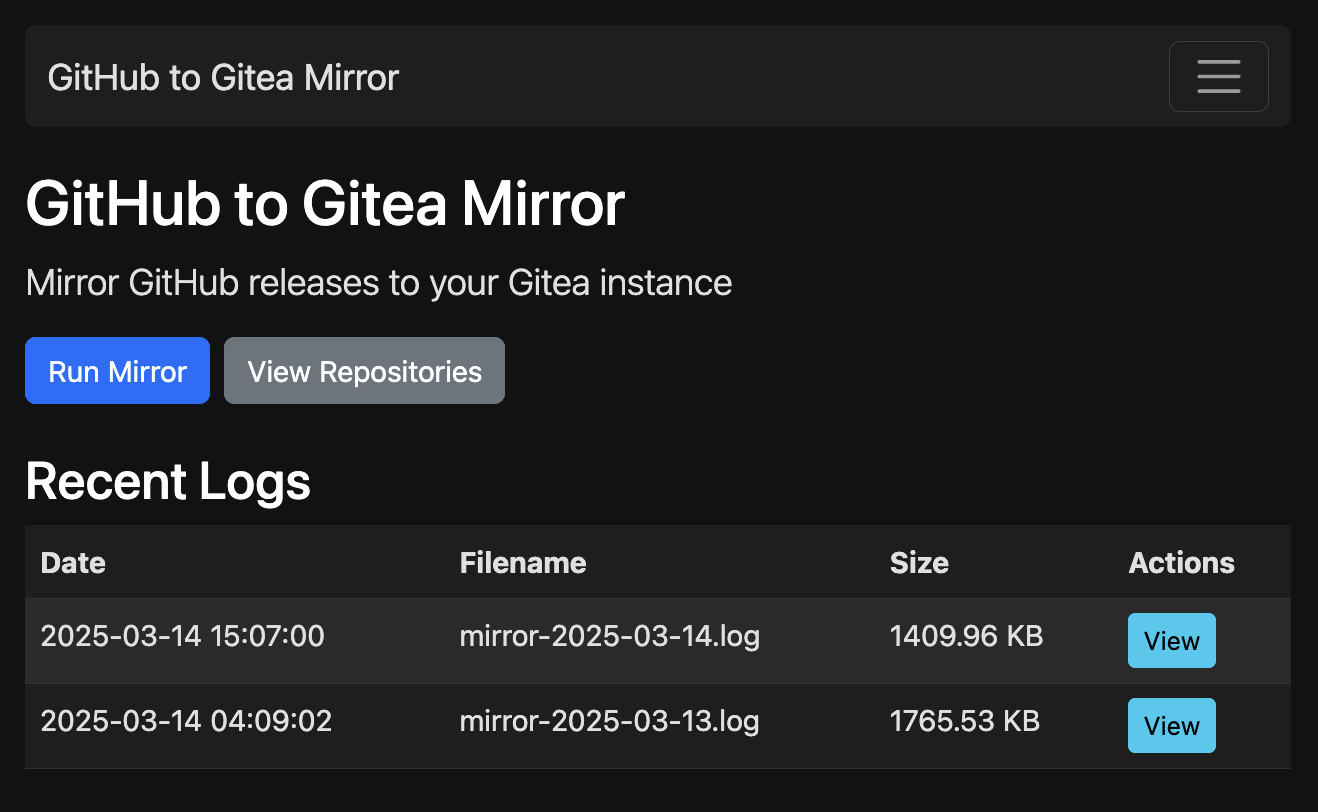 GitHub to Gitea Mirror
GitHub to Gitea Mirror
Mirror GitHub releases to your Gitea instance
Run Mirror View Repositories
Recent Logs
Date Filename Size Actions
2025-03-14 15:07:00 mirror-2025-03-14.log 1409.96 KB View
2025-03-14 04:09:02 mirror-2025-03-13.log 1765.53 KB View